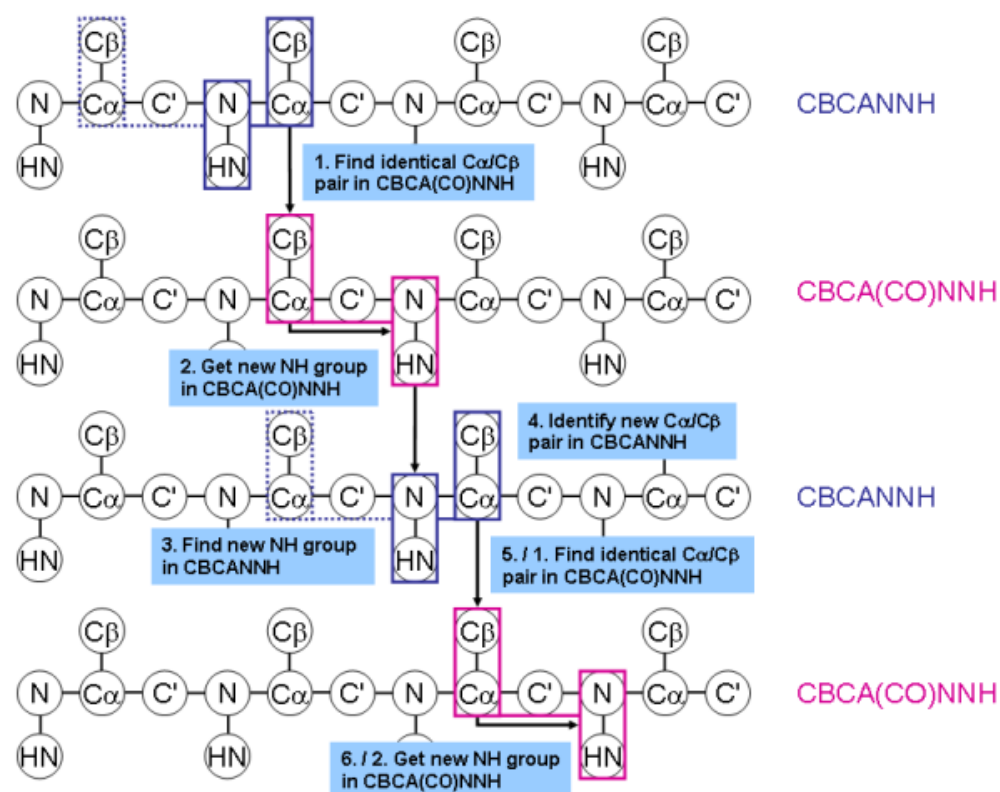 Cβ Cβ Cβ Cβ
N Cα C' N Cα C' N Cα C' N Cα C' CBCANNH
HN HN HN
1. Find identical Cα/Cβ
pair in CBCA(CO)NNH
Cβ Cβ Cβ Cβ
N Cα C' N Cα C' N Cα C' N Cα C' CBCA(CO)NNH
HN HN HN
2. Get new NH group
in CBCA(CO)NNH
Cβ Cβ Cβ
4. Identify new Cα/Cβ
pair in CBCANNH
N Cα C' N Cα C' N Cα C' N Cα C' CBCANNH
HN HN
3. Find new NH group
in CBCANNH
5. / 1. Find identical Cα/Cβ
pair in CBCA(CO)NNH
Cβ Cβ Cβ Cβ
N Cα C' N Cα C' N Cα C' N Cα C' CBCA(CO)NNH
HN HN HN
6. / 2. Get new NH group
in CBCA(CO)NNH